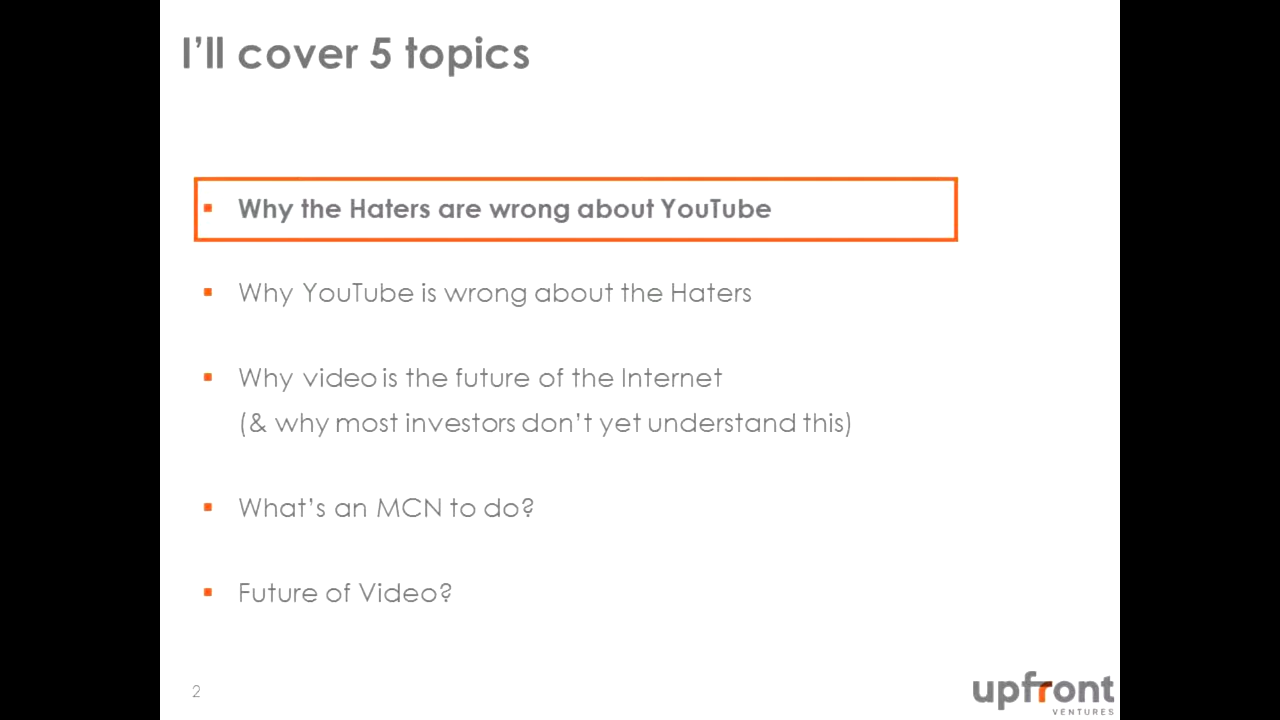 I'll cover 5 topics
Why the Haters are wrong about YouTube
Why YouTube is wrong about the Haters
Why video is the future of the Internet
(& why most investors don't yet understand this)
What's an MCN to do?
Future of Video?
2
upfront
VENTURES